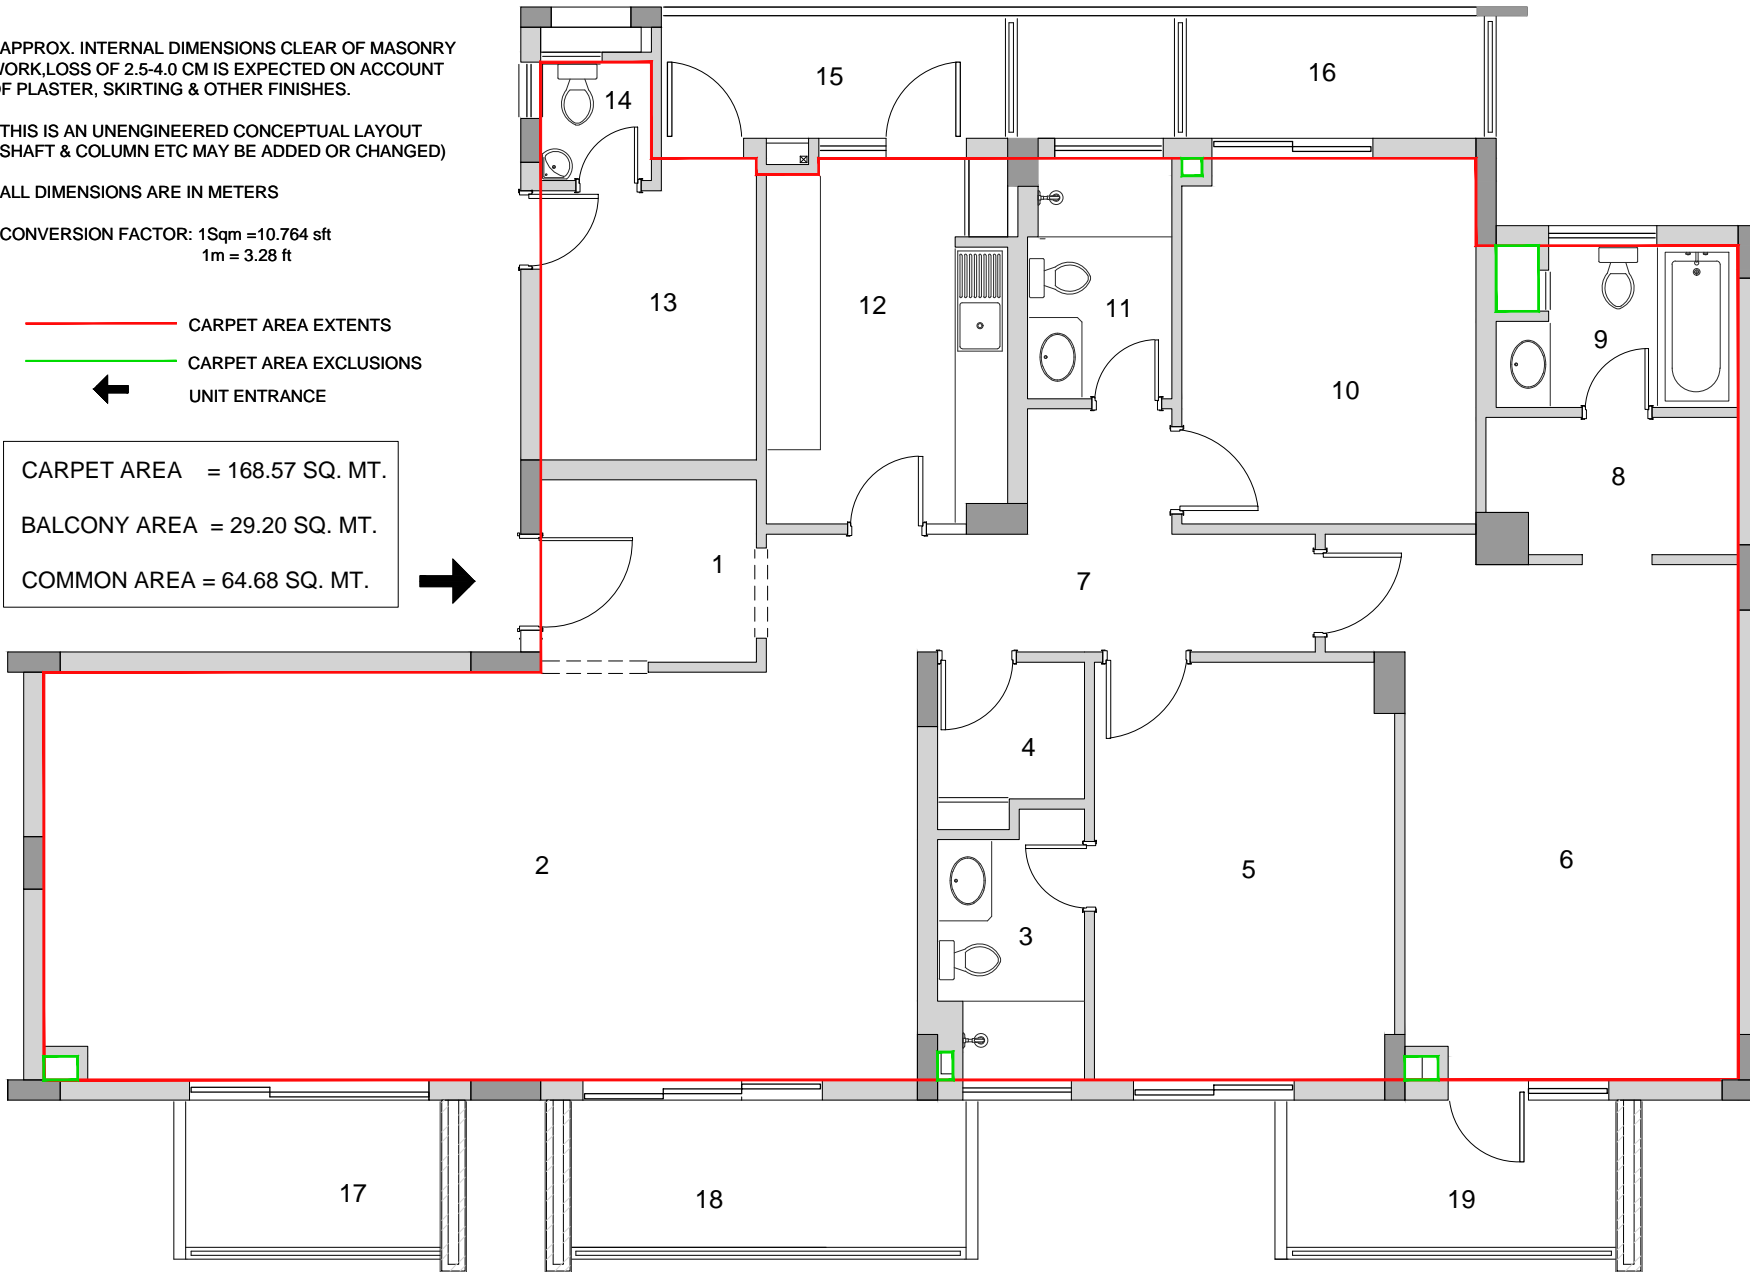 APPROX. INTERNAL DIMENSIONS CLEAR OF MASONRY
WORK,LOSS OF 2.5-4.0 CM IS EXPECTED ON ACCOUNT
OF PLASTER, SKIRTING & OTHER FINISHES.
THIS IS AN UNENGINEERED CONCEPTUAL LAYOUT
SHAFT & COLUMN ETC MAY BE ADDED OR CHANGED)
ALL DIMENSIONS ARE IN METERS
CONVERSION FACTOR: 1Sqm =10.764 sft
1m = 3.28 ft
CARPET AREA EXTENTS
CARPET AREA EXCLUSIONS
UNIT ENTRANCE
CARPET AREA = 168.57 SQ. MT.
BALCONY AREA = 29.20 SQ. MT.
COMMON AREA = 64.68 SQ. MT.
15
16
14
13
12
11
9
10
8
1
7
4
2
5
6
3
17
18
19